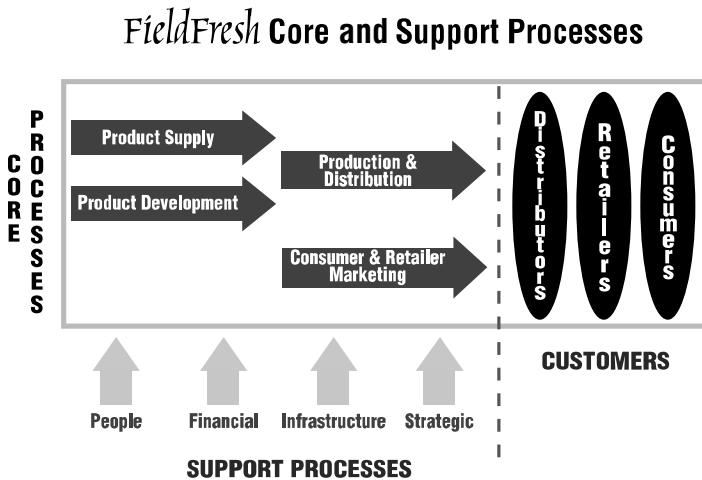 FieldFresh Core and Support Processes
CORE
PROCESSES
Product Supply
Product Development
Production &
Distribution
Consumer & Retailer
Marketing
Distributors
Retailers
Consumers
CUSTOMERS
People
Financial
Infrastructure
Strategic
SUPPORT PROCESSES